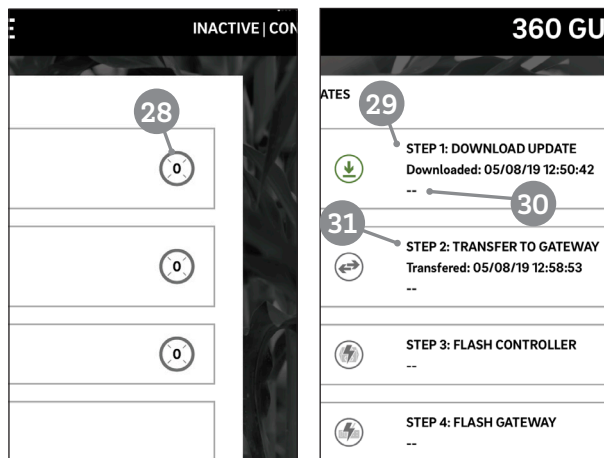 E
INACTIVE | CON
28
0
0
0
360 GU
ATES
29
STEP 1: DOWNLOAD UPDATE
Downloaded: 05/08/19 12:50:42
--
30
31
STEP 2: TRANSFER TO GATEWAY
Transfered: 05/08/19 12:58:53
--
STEP 3: FLASH CONTROLLER
--
STEP 4: FLASH GATEWAY
--